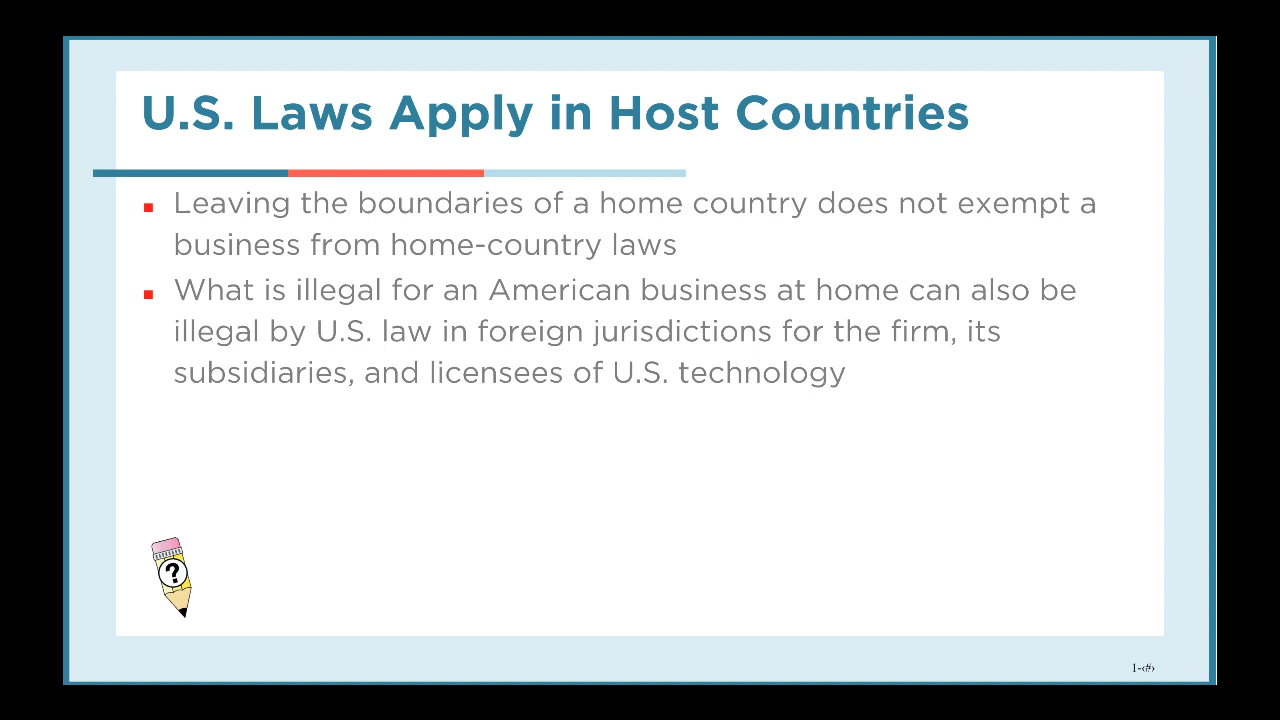 U.S. Laws Apply in Host Countries
▪ Leaving the boundaries of a home country does not exempt a
business from home-country laws
▪ What is illegal for an American business at home can also be
illegal by U.S. law in foreign jurisdictions for the firm, its
subsidiaries, and licensees of U.S. technology
?
1-‹#›